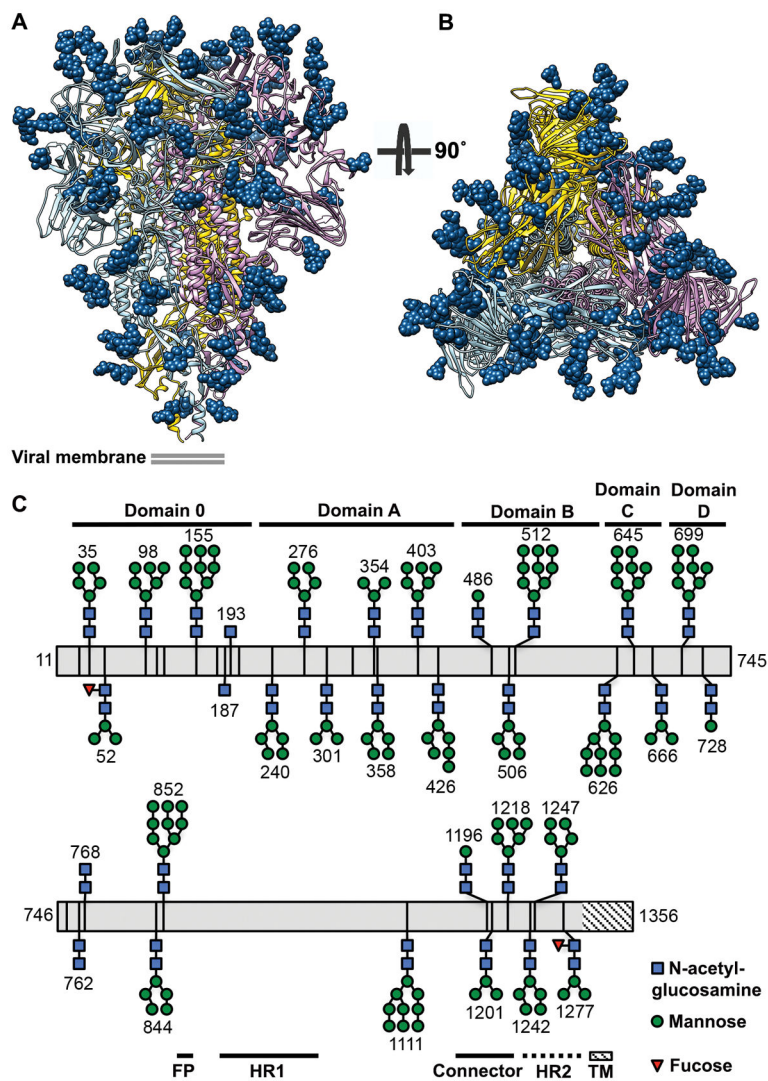 A
B
90°
Viral membrane
C
Domain 0
Domain A
Domain B
Domain C
Domain D
35 98 155 193 276 354 403 486 512 645 699
11 745
52 187 240 301 358 426 506 626 666 728
768 852 1196 1218 1247
746 1356
762 844 1111 1201 1242 1277
FP HR1 Connector HR2 TM
N-acetyl-
glucosamine
Mannose
Fucose